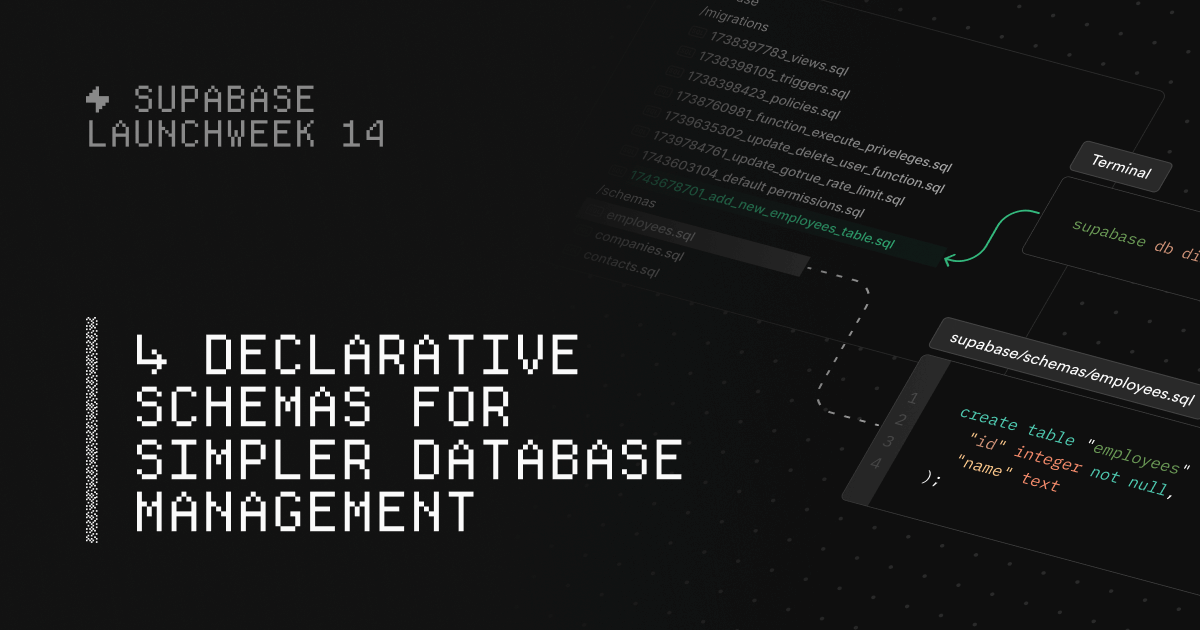 SUPABASE
LAUNCHWEEK 14
↳ DECLARATIVE
SCHEMAS FOR
SIMPLER DATABASE
MANAGEMENT
/migrations
1738397783_views.sql
1738398105_triggers.sql
1738398423_policies.sql
1738760981_function_execute_priveleges.sql
1739635302_update_delete_user_function.sql
1739784761_update_gotrue_rate_limit.sql
1743603104_default permissions.sql
1743678701_add_new_employees_table.sql
/schemas
employees.sql
companies.sql
contacts.sql
Terminal
supabase db di
supabase/schemas/employees.sql
1
2
3
4
create table "employees"
"id" integer not null,
"name" text
);